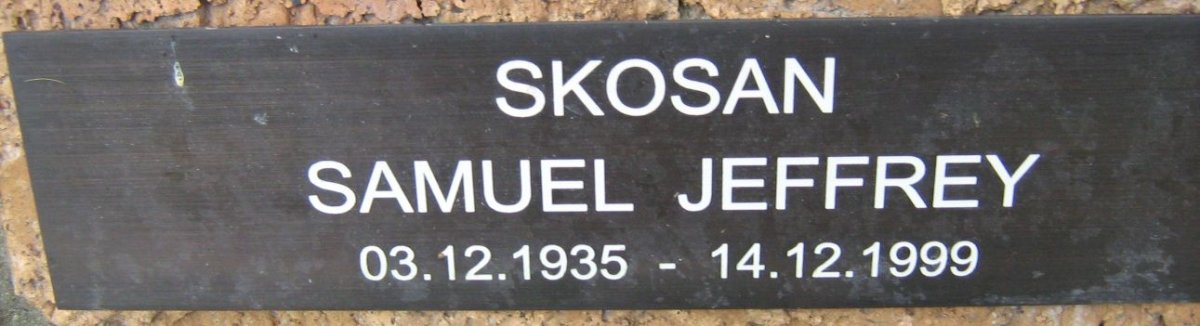 SKOSAN
SAMUEL JEFFREY
03.12.1935 - 14.12.1999